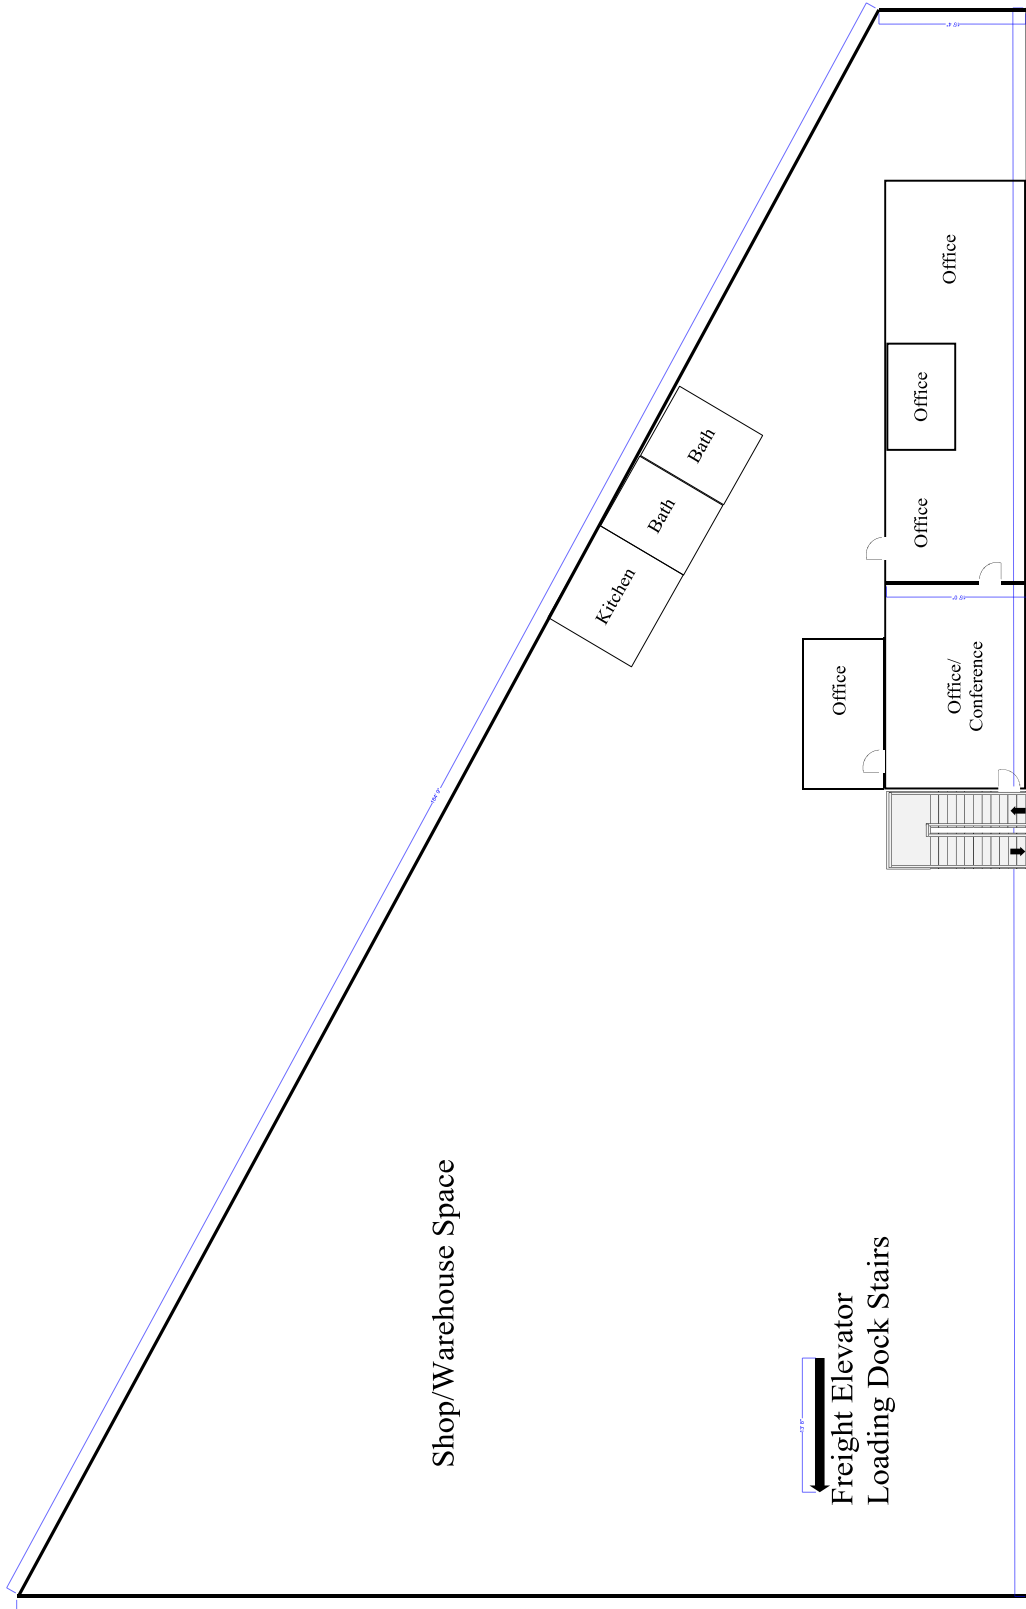 Office
Office
Office
Bath
Bath
Kitchen
Office
Office/
Conference
Shop/Warehouse Space
Freight Elevator
Loading Dock Stairs